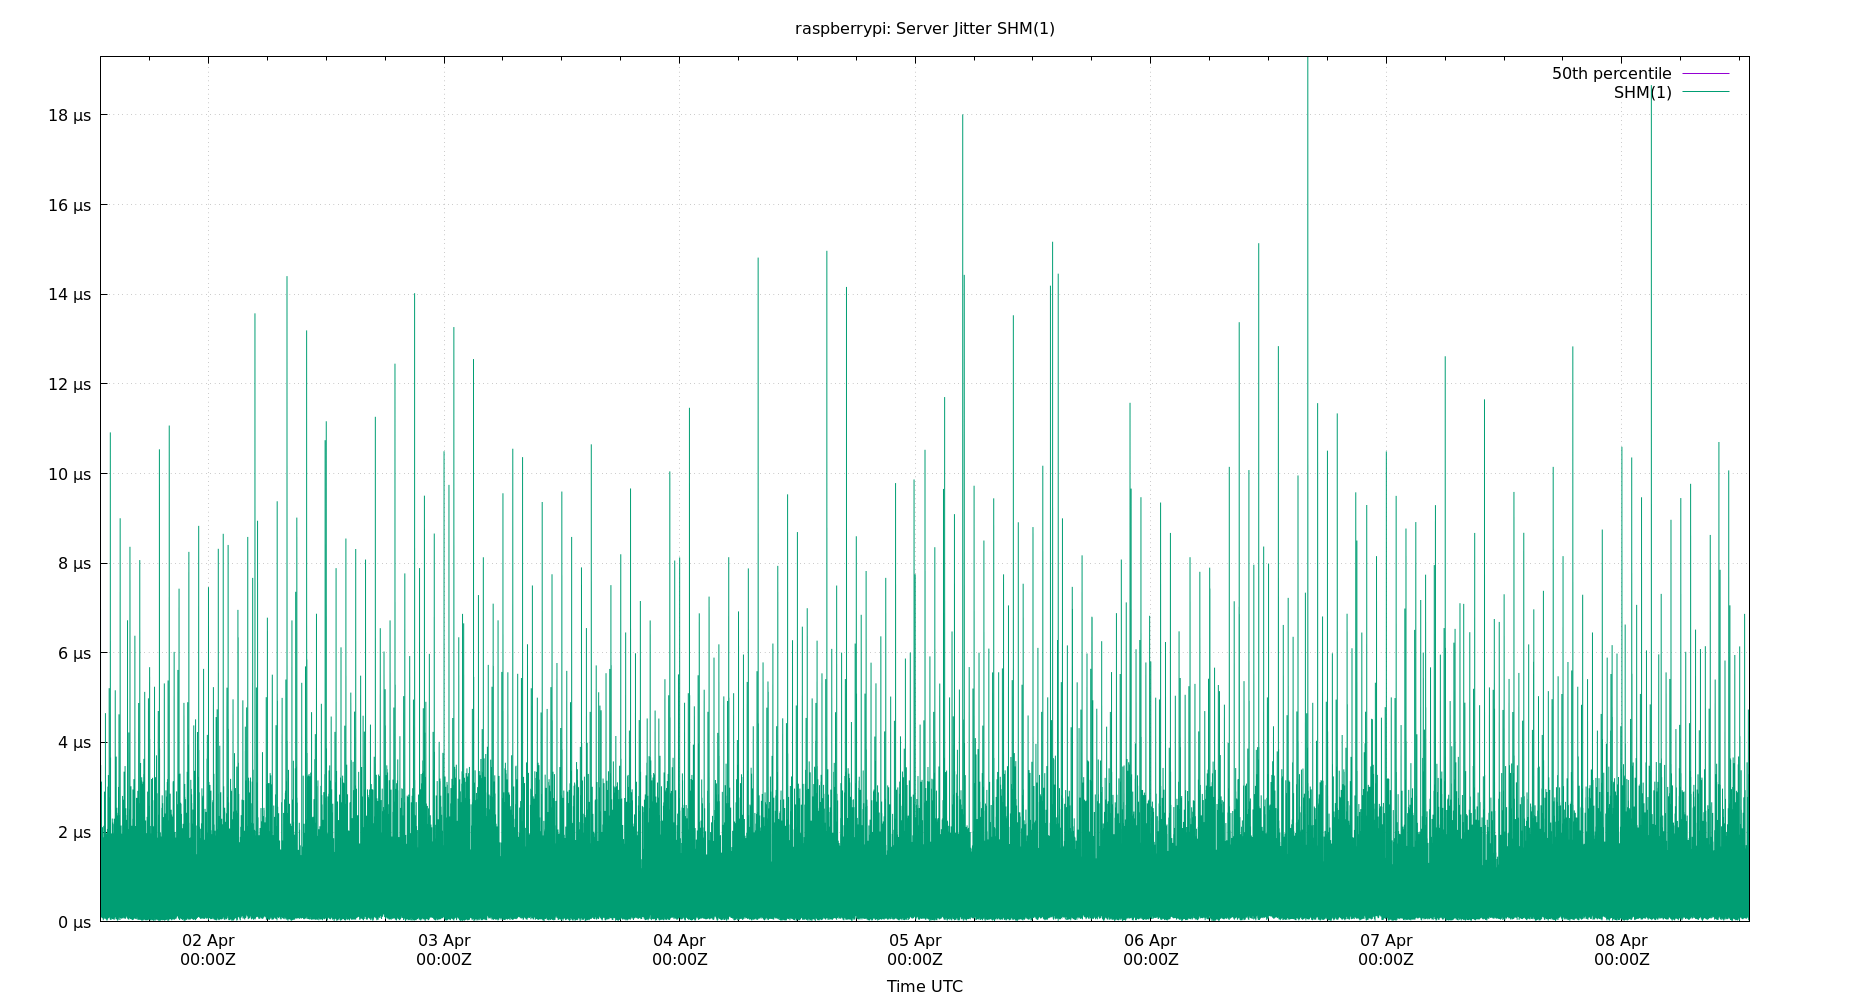 raspberrypi: Server Jitter SHM(1)
50th percentile
SHM(1)
18 µs
16 µs
14 µs
12 µs
10 µs
8 µs
6 µs
4 µs
2 µs
0 µs
02 Apr 03 Apr 04 Apr 05 Apr 06 Apr 07 Apr 08 Apr
00:00Z 00:00Z 00:00Z 00:00Z 00:00Z 00:00Z 00:00Z
Time UTC